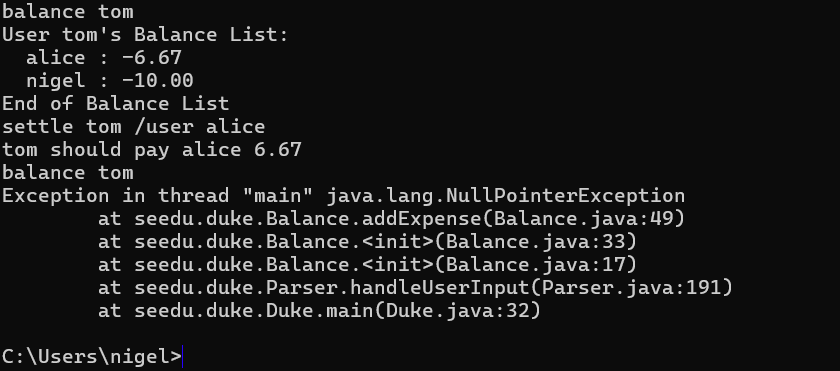 balance tom
User tom's Balance List:
  alice : -6.67
  nigel : -10.00
End of Balance List
settle tom /user alice
tom should pay alice 6.67
balance tom
Exception in thread "main" java.lang.NullPointerException
        at seedu.duke.Balance.addExpense(Balance.java:49)
        at seedu.duke.Balance.<init>(Balance.java:33)
        at seedu.duke.Balance.<init>(Balance.java:17)
        at seedu.duke.Parser.handleUserInput(Parser.java:191)
        at seedu.duke.Duke.main(Duke.java:32)
C:\Users\nigel>